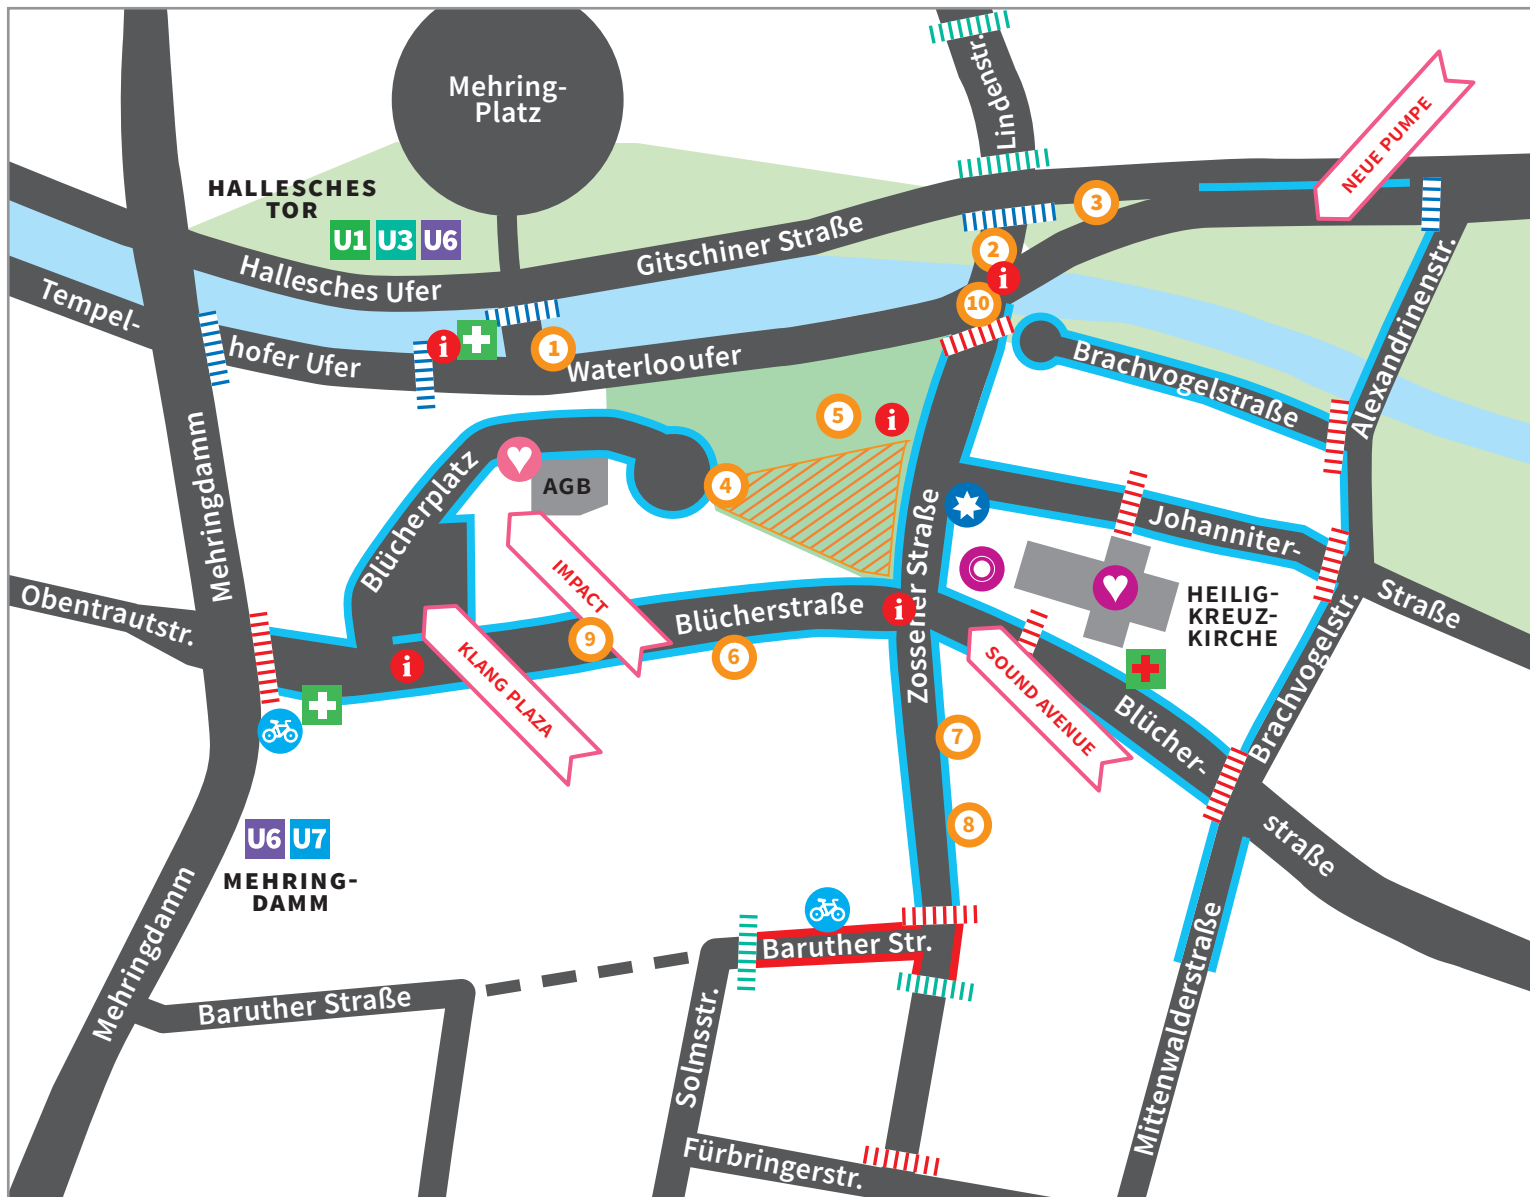 Mehring-
Platz
Lindenstr.
NEUE PUMPE
HALLESCHES
TOR
U1 U3 U6
3
2
i
10
Gitschiner Straße
Hallesches Ufer
Tempel-
hofer Ufer
i
1
Waterlooufer
Brachvogelstraße
Alexandrinenstr.
5
i
4
Mehringdamm
Blücherplatz
AGB
IMPACT
Zossener Straße
Johanniter-
Straße
HEILIG-
KREUZ-
KIRCHE
Obentrautstr.
Blücherstraße
i
9
6
i
KLANG PLAZA
SOUND AVENUE
Blücher-
straße
Brachvogelstr.
7
8
U6 U7
MEHRING-
DAMM
Mehringdamm
Baruther Str.
Baruther Straße
Solmsstr.
Mittenwalderstraße
Fürbringerstr.